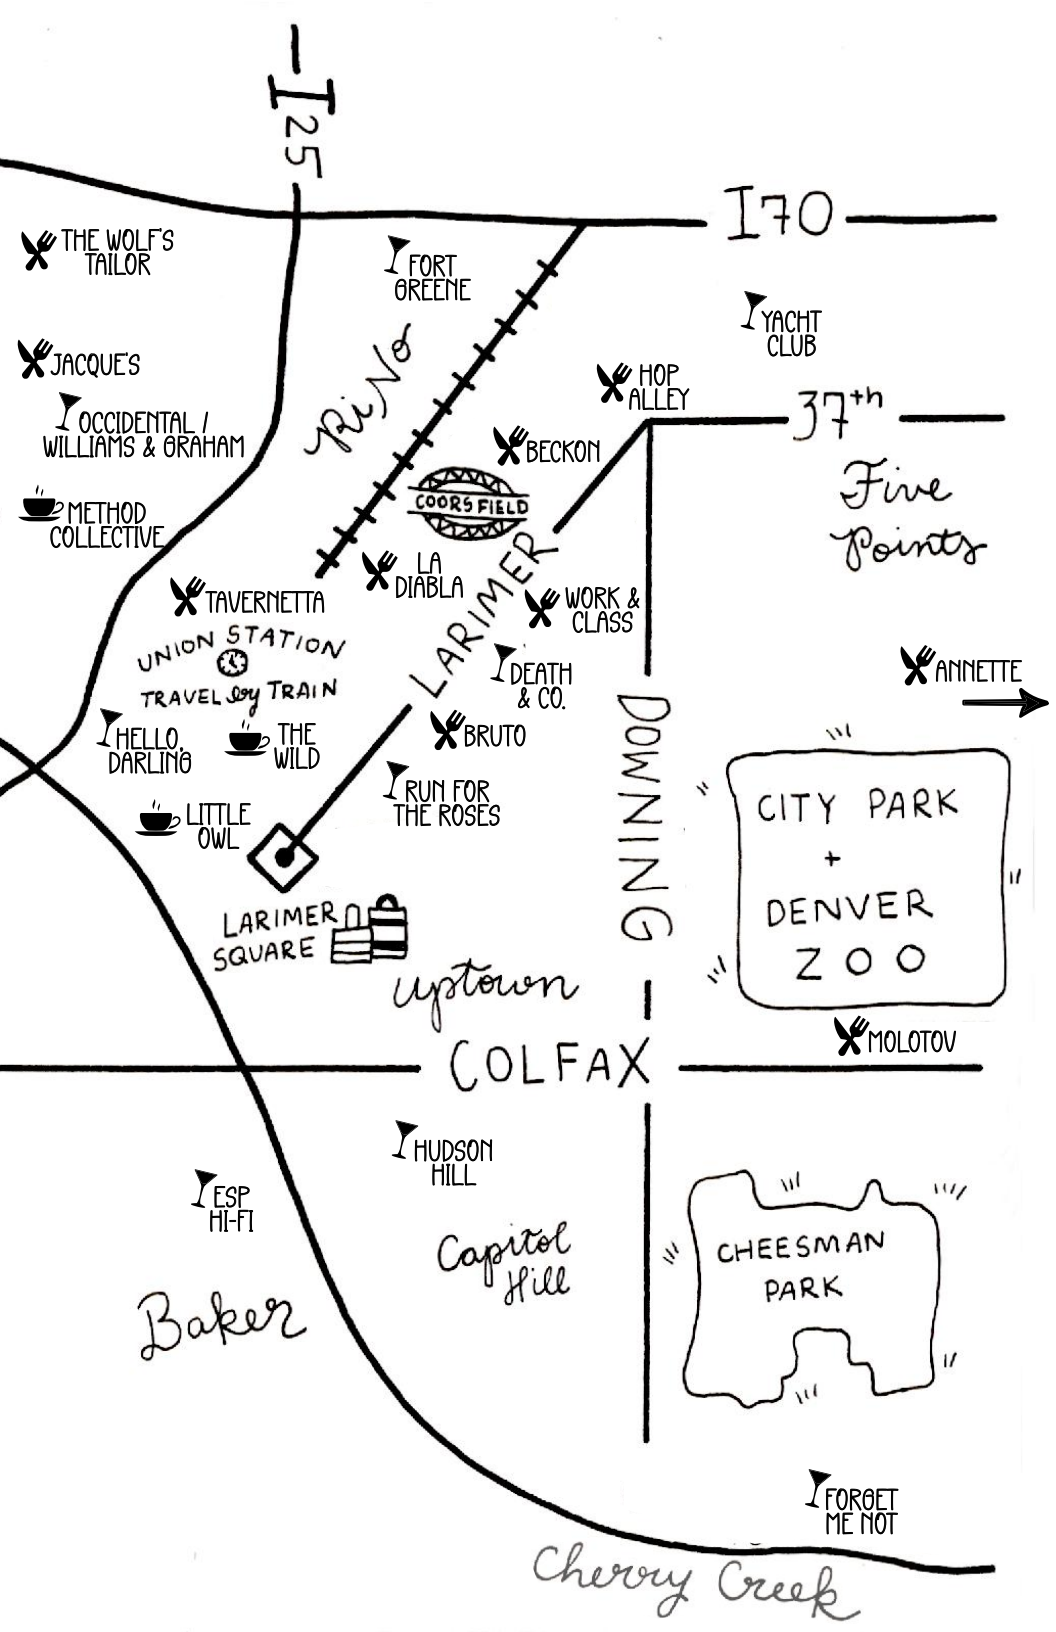 I 25
I70
THE WOLF'S
TAILOR
FORT
GREENE
YACHT
CLUB
JACQUES
RiNo
HOP
ALLEY
37th
OCCIDENTAL /
WILLIAMS & GRAHAM
BECKON
COORS FIELD
Five
Points
METHOD
COLLECTIVE
LA
DIABLA
LARIMER
TAVERNETTA
WORK &
CLASS
UNION STATION
TRAVEL by TRAIN
DEATH
& CO.
ANNETTE
HELLO,
DARLING
THE
WILD
BRUTO
DOWNING
RUN FOR
THE ROSES
LITTLE
OWL
CITY PARK
+
DENVER
ZOO
LARIMER
SQUARE
uptown
MOLOTOV
COLFAX
HUDSON
HILL
ESP
HI-FI
Capitol
Hill
CHEESMAN
PARK
Baker
FORGET
ME NOT
Cherry Creek